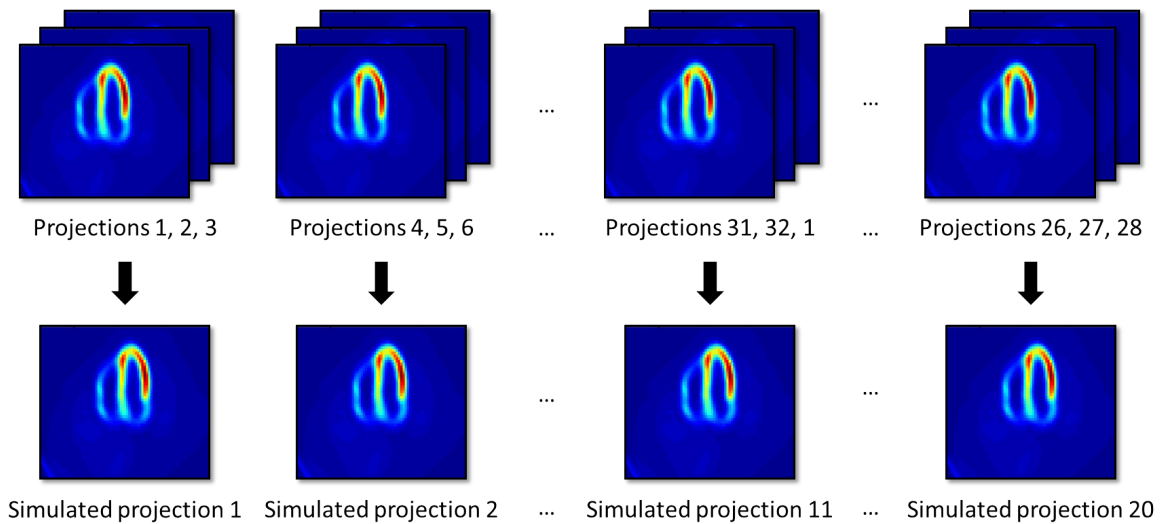 ... ...
Projections 1, 2, 3 Projections 4, 5, 6 ... Projections 31, 32, 1 ... Projections 26, 27, 28
... ...
Simulated projection 1 Simulated projection 2 ... Simulated projection 11 ... Simulated projection 20